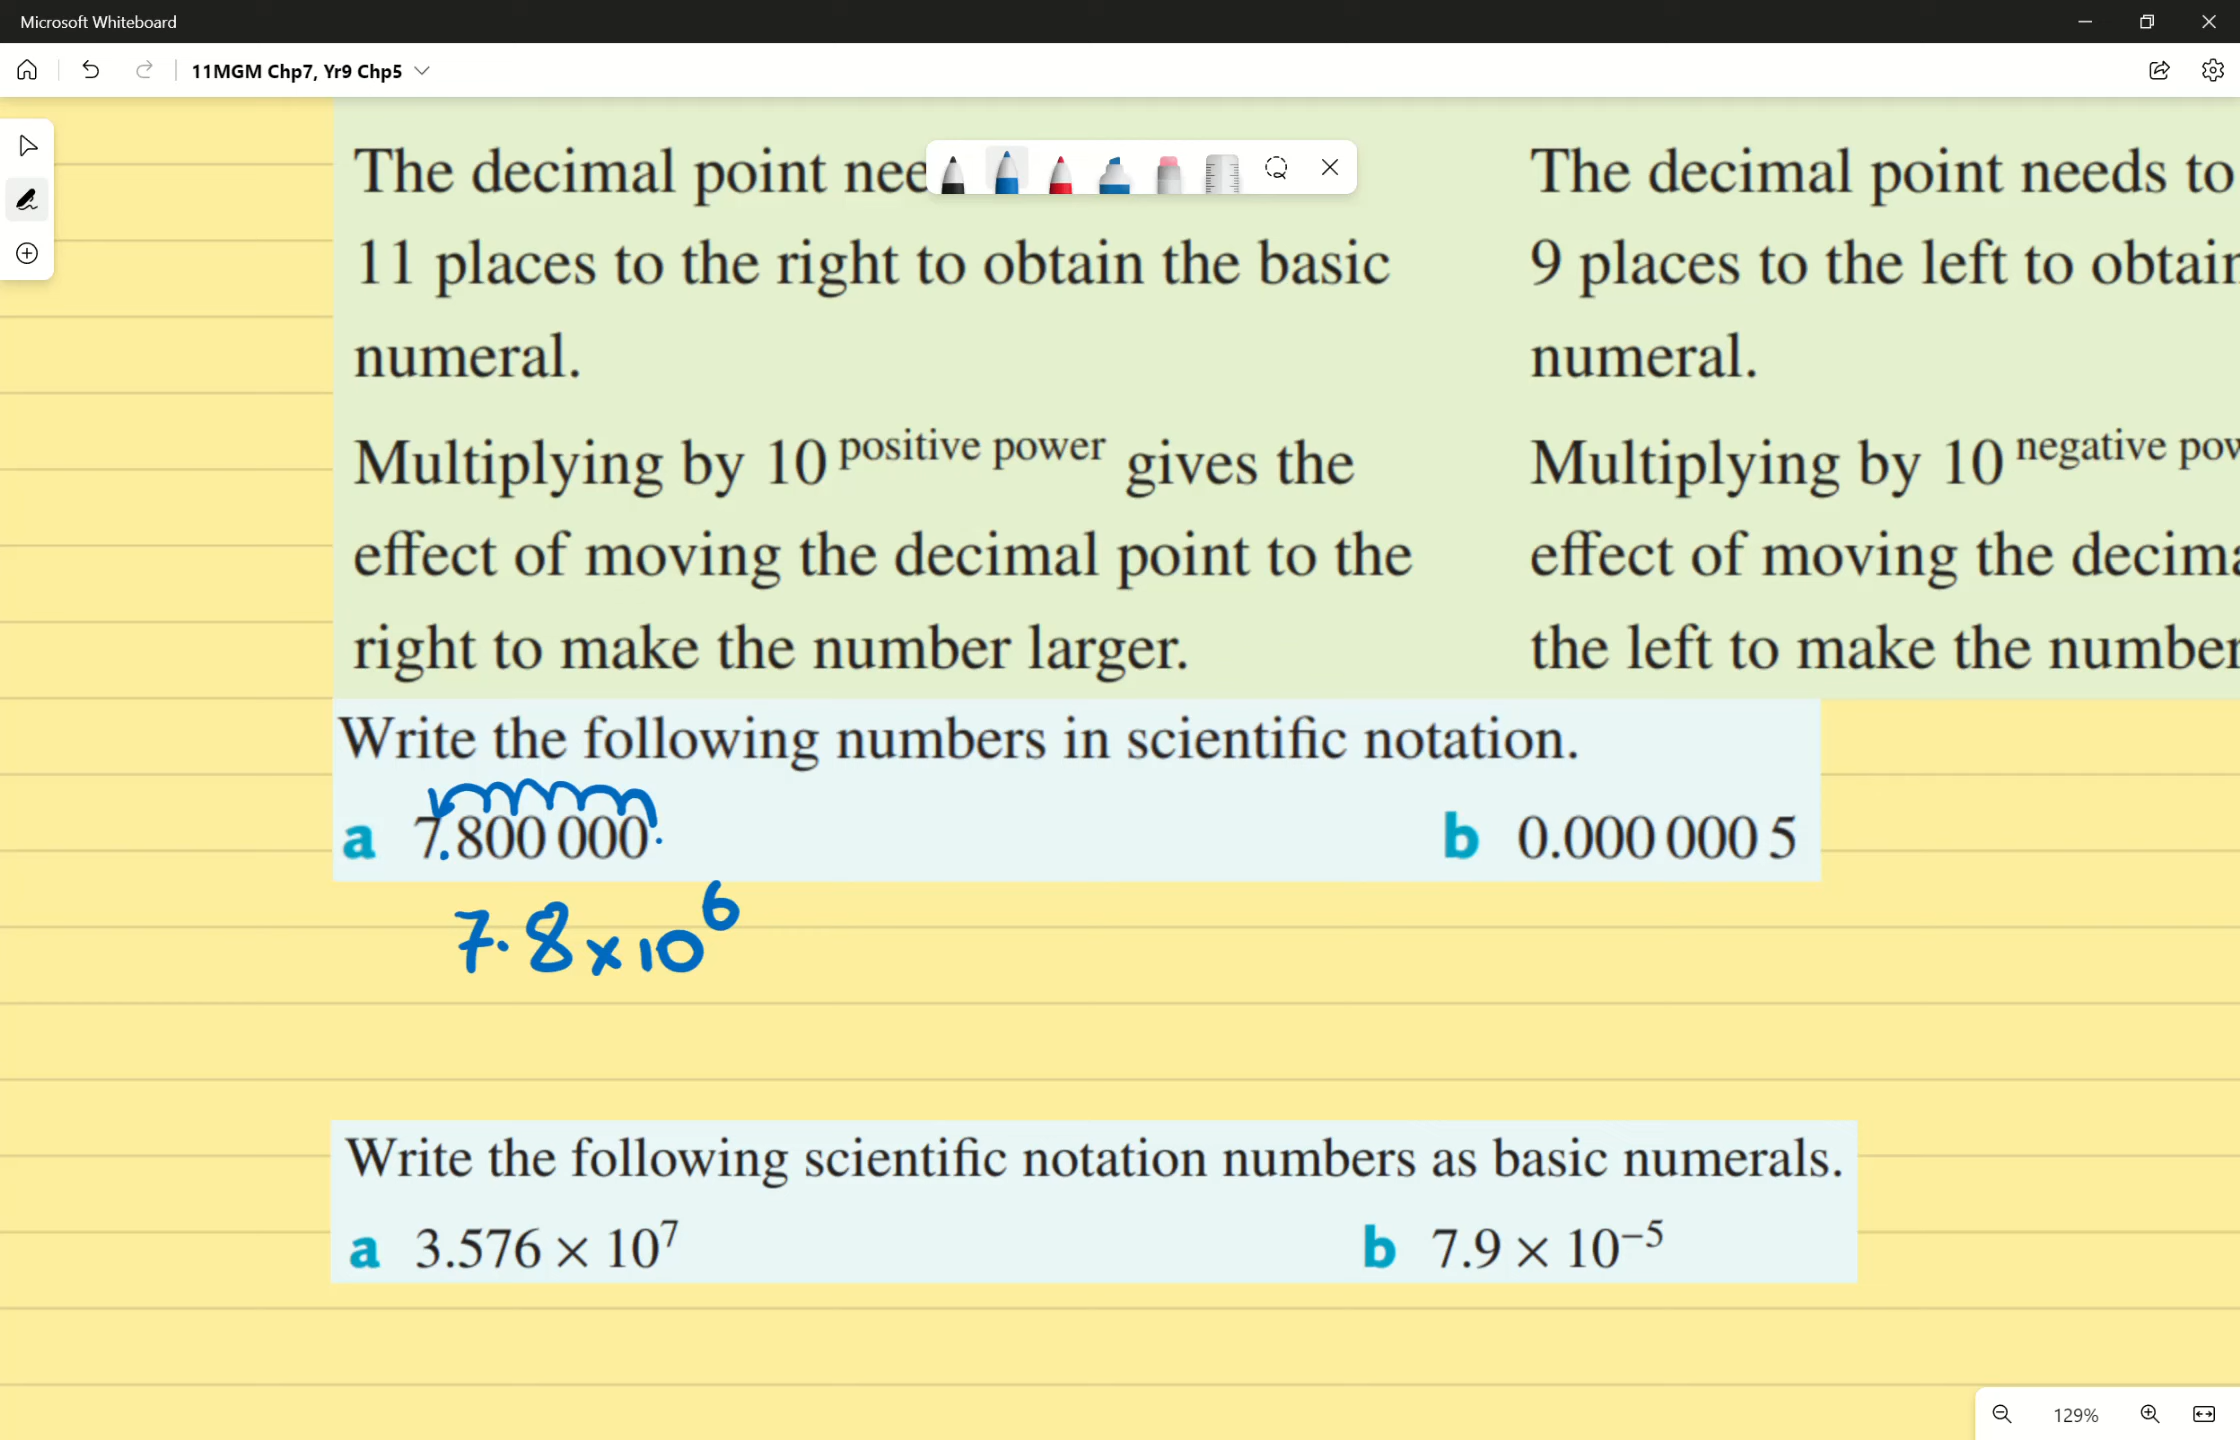 Microsoft Whiteboard
11MGM Chp7, Yr9 Chp5
The decimal point nee
11 places to the right to obtain the basic
numeral.
Multiplying by 10 positive power gives the
effect of moving the decimal point to the
right to make the number larger.
The decimal point needs to
9 places to the left to obtain
numeral.
Multiplying by 10 negative pow
effect of moving the decima
the left to make the number
Write the following numbers in scientific notation.
a 7.800 000.
b 0.000 000 5
7.8 × 10⁶
Write the following scientific notation numbers as basic numerals.
a 3.576 × 10⁷
b 7.9 × 10⁻⁵
129%